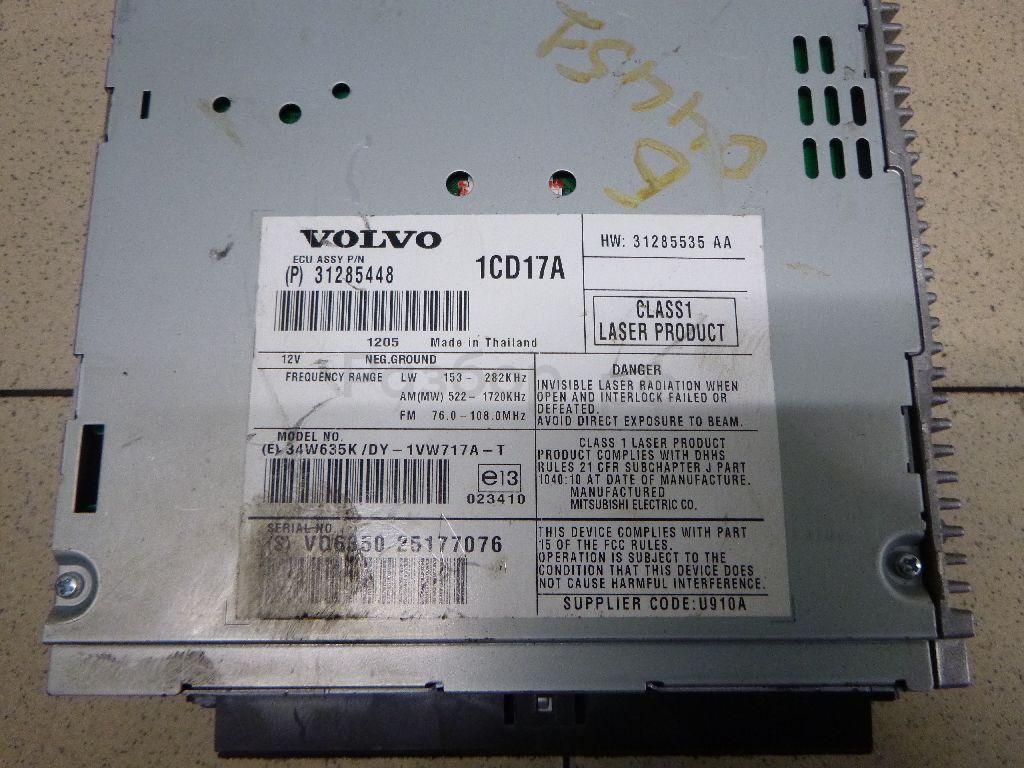 VOLVO
ECU ASSY P/N
(P) 31285448
1CD17A
1205 Made in Thailand
HW: 31285535 AA
CLASS1
LASER PRODUCT
12V NEG.GROUND
FREQUENCY RANGE LW 153 - 282KHz
AM(MW) 522 - 1720KHz
FM 76.0 - 108.0MHz
DANGER
INVISIBLE LASER RADIATION WHEN
OPEN AND INTERLOCK FAILED OR
DEFEATED.
AVOID DIRECT EXPOSURE TO BEAM.
MODEL NO.
(E) 34W635K/DY-1VW717A-T
e13
023410
CLASS 1 LASER PRODUCT
PRODUCT COMPLIES WITH DHHS
RULES 21 CFR SUBCHAPTER J PART
1040:10 AT DATE OF MANUFACTURE.
MANUFACTURED
MITSUBISHI ELECTRIC CO.
SERIAL NO
(S) 25177076
THIS DEVICE COMPLIES WITH PART
15 OF THE FCC RULES.
OPERATION IS SUBJECT TO THE
CONDITION THAT THIS DEVICE DOES
NOT CAUSE HARMFUL INTERFERENCE.
SUPPLIER CODE:U910A